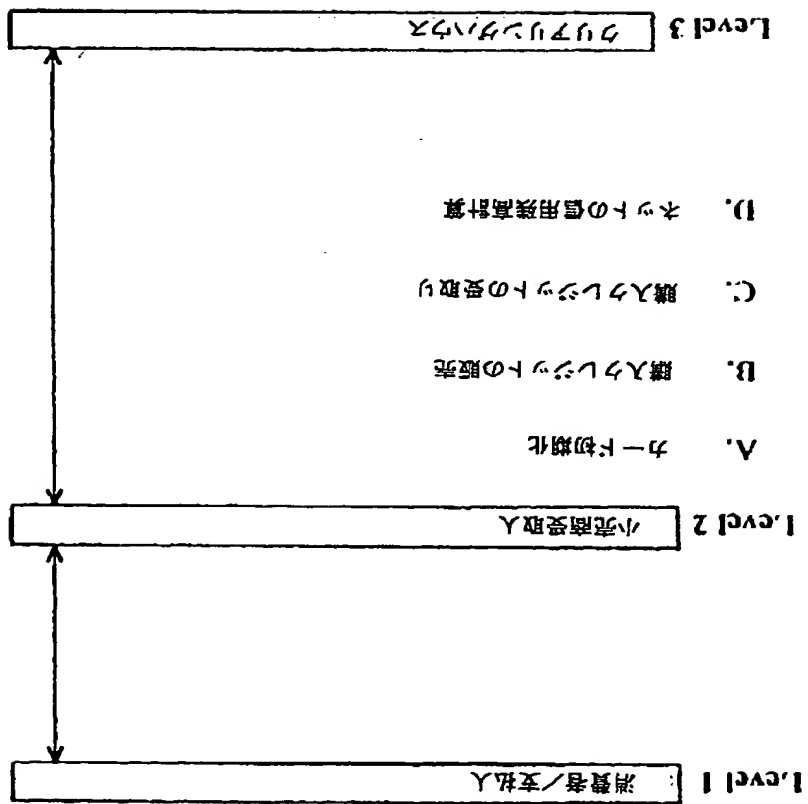 Level 1 消費者／支払人
Level 2 小売商受取人
A. カード初期化
B. 購入クレジットの販売
C. 購入クレジットの受取り
D. ネットの信用残高計算
Level 3 クリアリングハウス